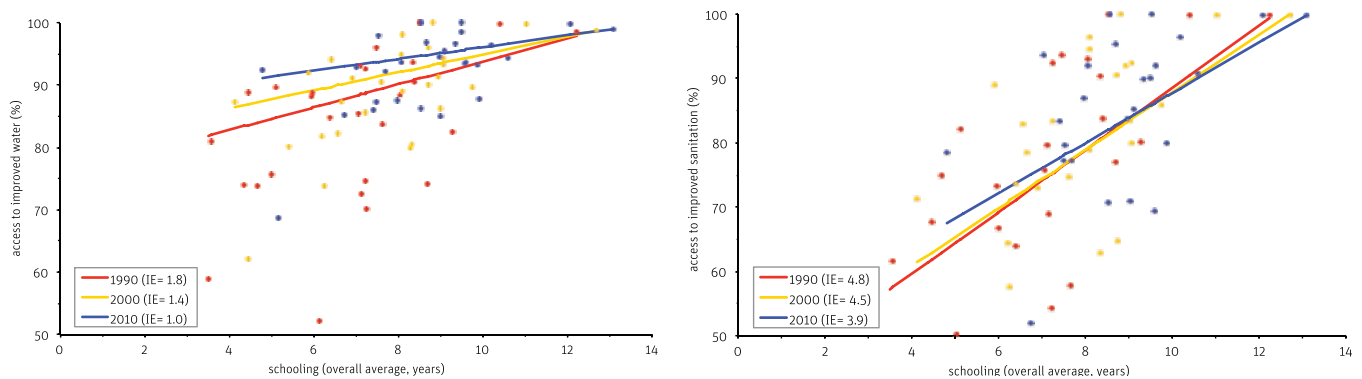 access to improved water (%)
100
90
80
70
60
50
0
2
4
6
8
10
12
14
schooling (overall average, years)
1990 (IE= 1.8)
2000 (IE= 1.4)
2010 (IE= 1.0)
access to improved sanitation (%)
100
90
80
70
60
50
0
2
4
6
8
10
12
14
schooling (overall average, years)
1990 (IE= 4.8)
2000 (IE= 4.5)
2010 (IE= 3.9)